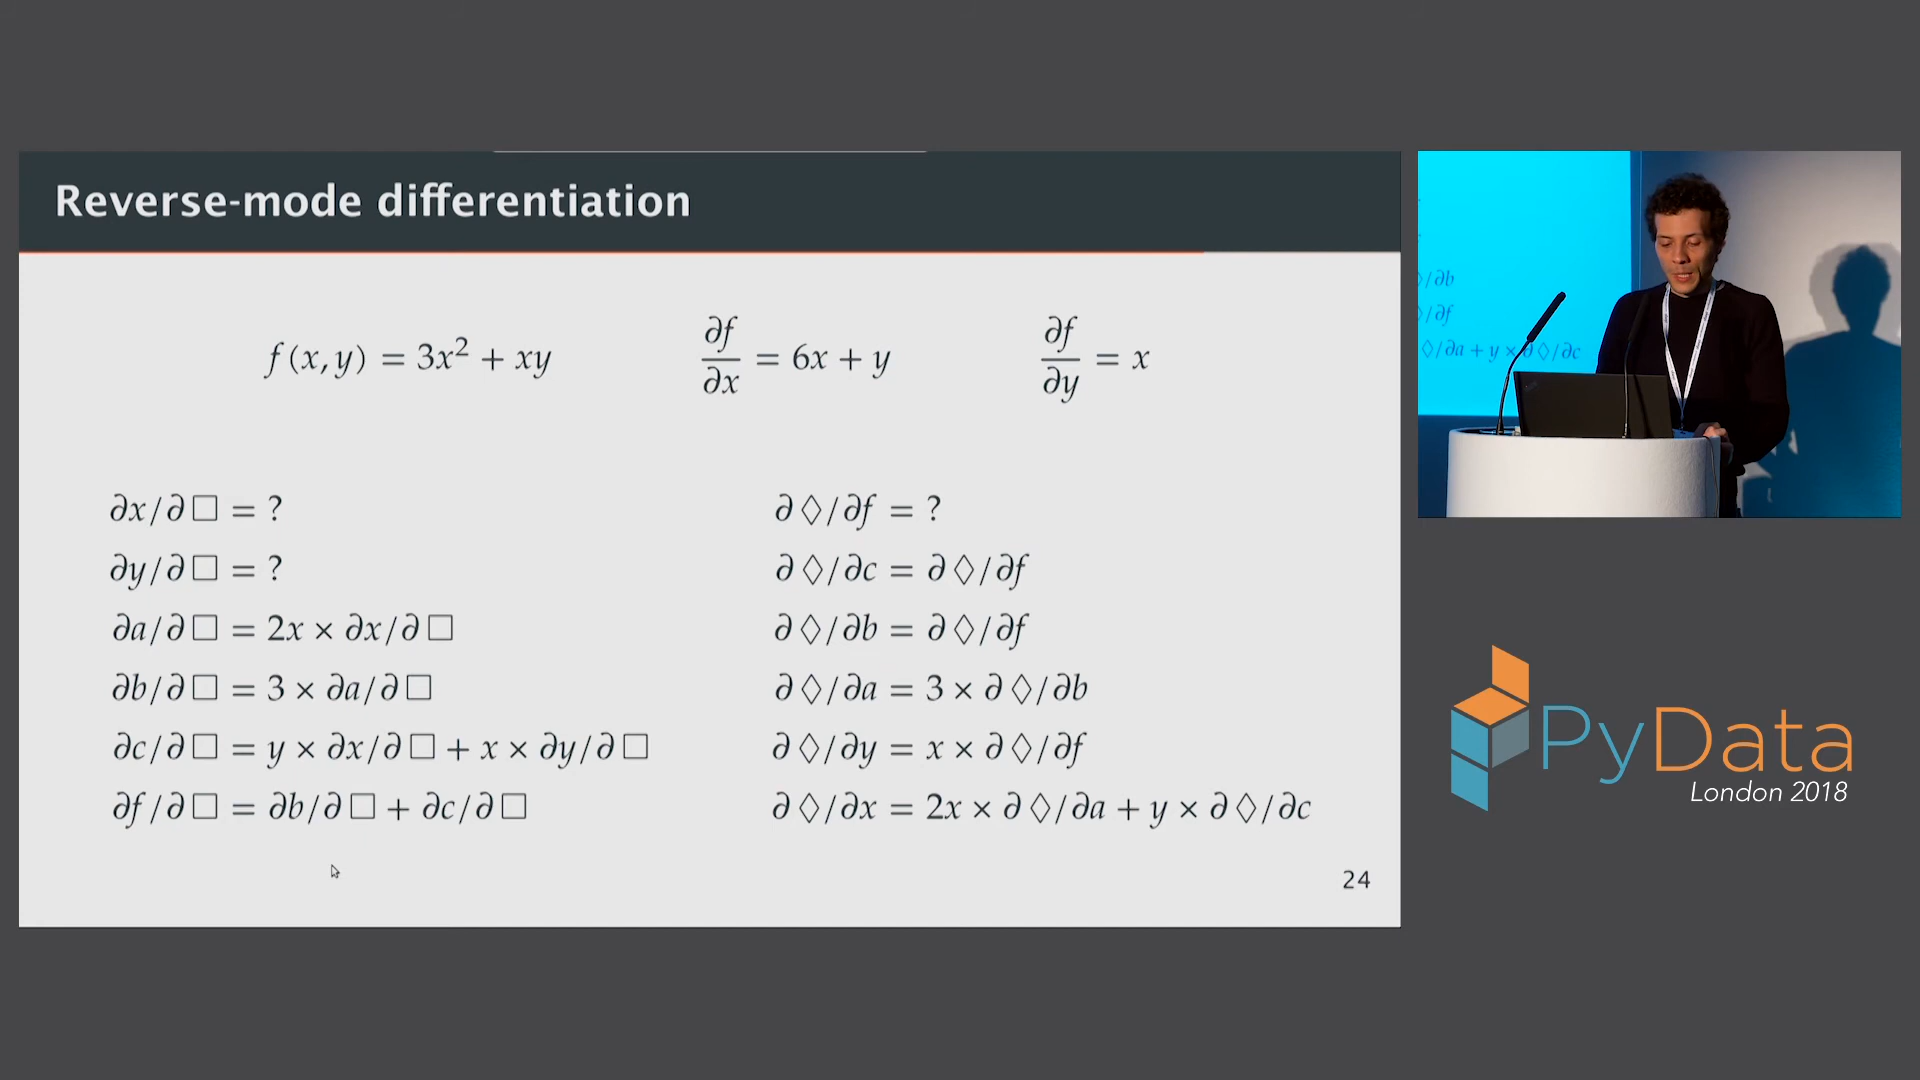 Reverse-mode differentiation
f(x, y) = 3x² + xy
∂f/∂x = 6x + y
∂f/∂y = x
∂x/∂□ = ?
∂y/∂□ = ?
∂a/∂□ = 2x × ∂x/∂□
∂b/∂□ = 3 × ∂a/∂□
∂c/∂□ = y × ∂x/∂□ + x × ∂y/∂□
∂f/∂□ = ∂b/∂□ + ∂c/∂□
∂◇/∂f = ?
∂◇/∂c = ∂◇/∂f
∂◇/∂b = ∂◇/∂f
∂◇/∂a = 3 × ∂◇/∂b
∂◇/∂y = x × ∂◇/∂f
∂◇/∂x = 2x × ∂◇/∂a + y × ∂◇/∂c
24
◇/∂b
◇/∂f
◇/∂a + y × ∂◇/∂c
PyData
London 2018